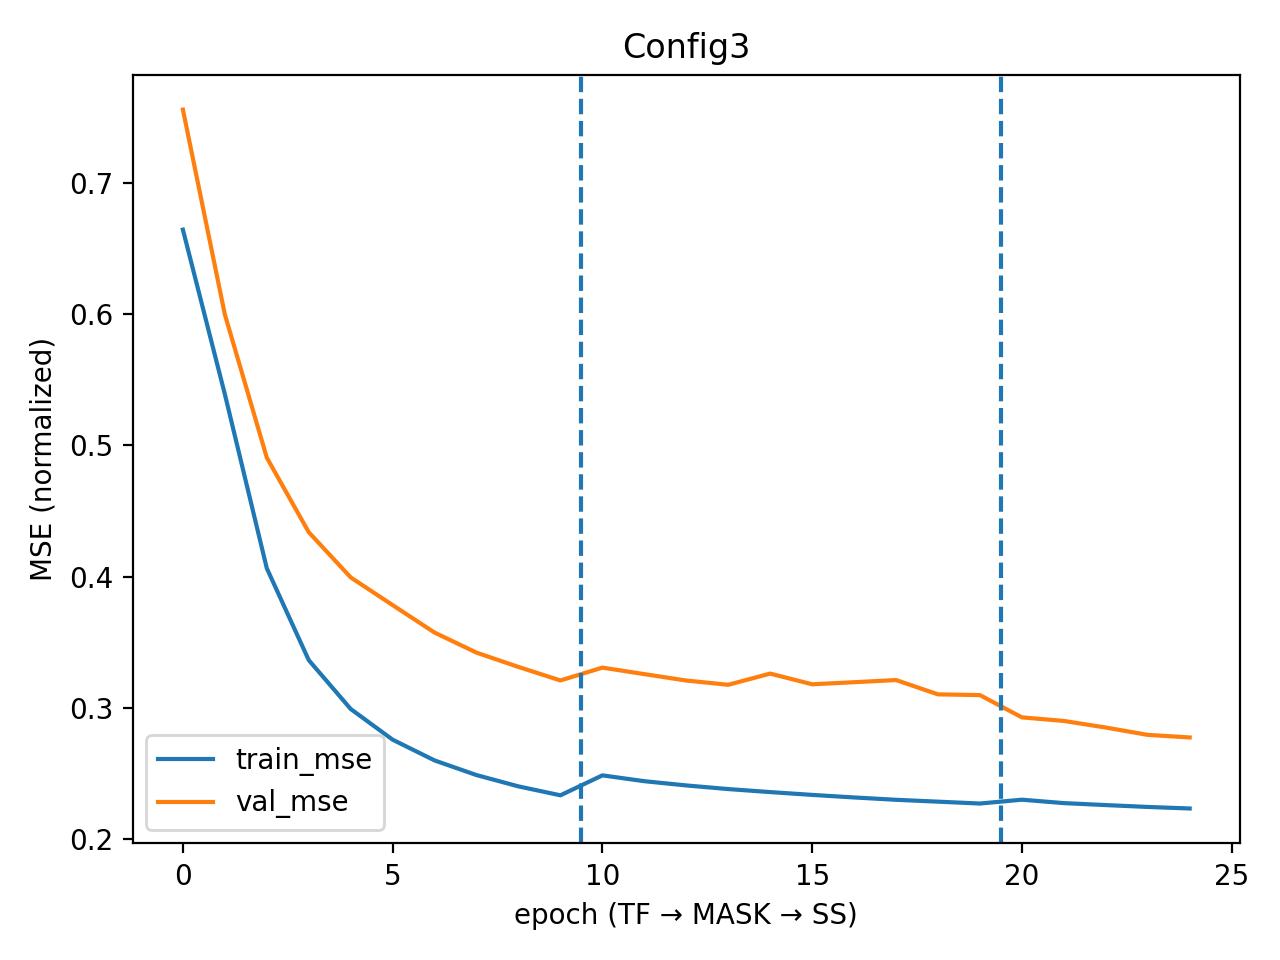 Config3
MSE (normalized)
0.7
0.6
0.5
0.4
0.3
0.2
train_mse
val_mse
0 5 10 15 20 25
epoch (TF → MASK → SS)